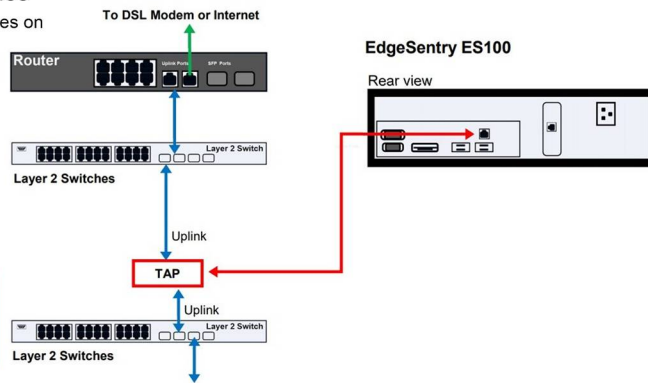 es on
To DSL Modem or Internet
Router
Uplink Ports
SFP Ports
EdgeSentry ES100
Rear view
Layer 2 Switch
Layer 2 Switches
Uplink
TAP
Uplink
Layer 2 Switch
Layer 2 Switches